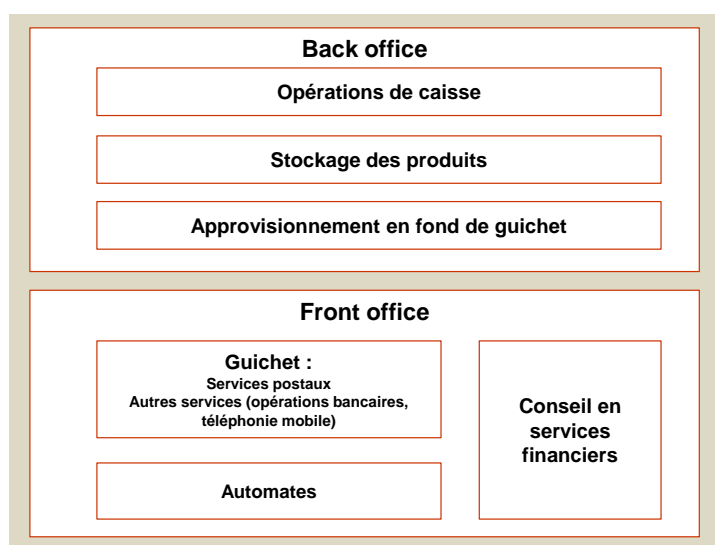 Back office
Opérations de caisse
Stockage des produits
Approvisionnement en fond de guichet
Front office
Guichet :
Services postaux
Autres services (opérations bancaires,
téléphonie mobile)
Automates
Conseil en
services
financiers